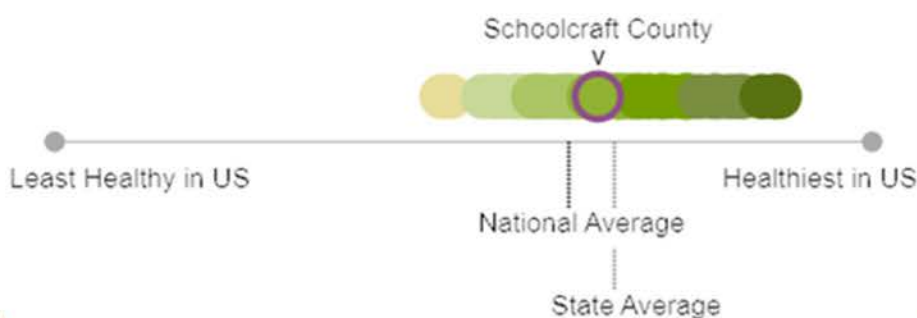 Schoolcraft County
v
Least Healthy in US
Healthiest in US
National Average
State Average